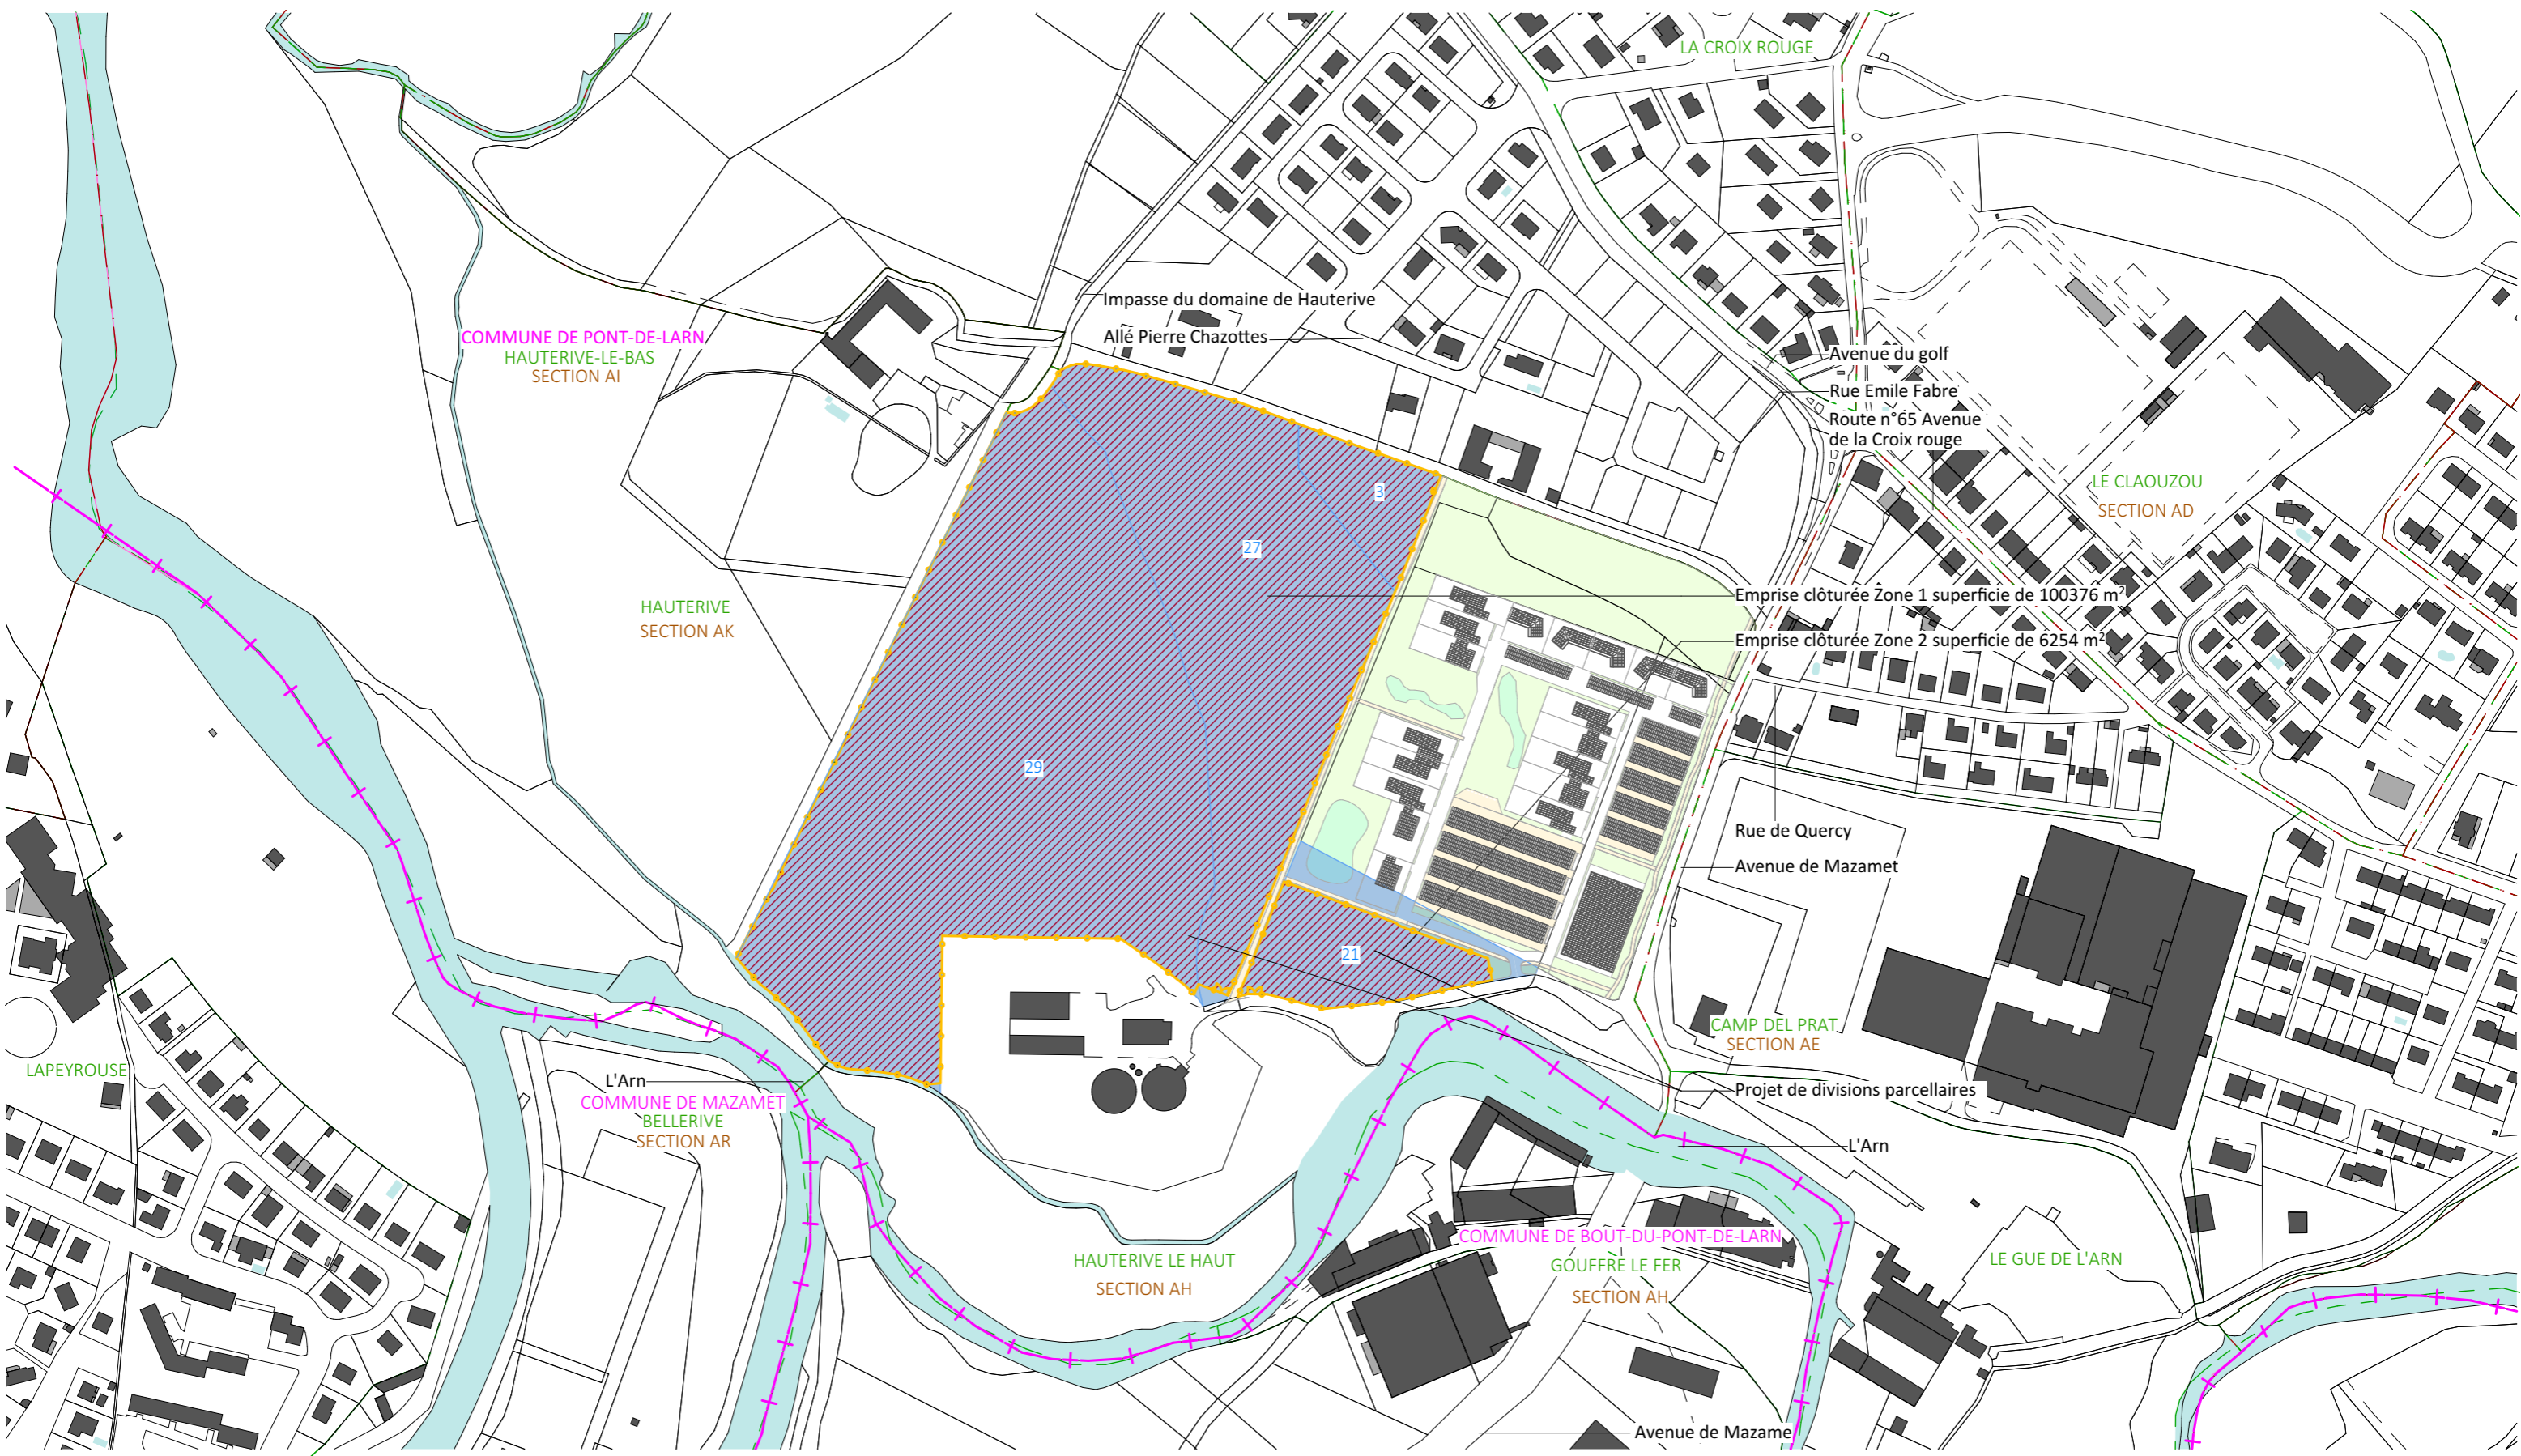 LA CROIX ROUGE
Impasse du domaine de Hauterive
Allé Pierre Chazottes
COMMUNE DE PONT-DE-LARN
HAUTERIVE-LE-BAS
SECTION AI
Avenue du golf
Rue Emile Fabre
Route n°65 Avenue
de la Croix rouge
LE CLAOUZOU
SECTION AD
3
27
Emprise clôturée Zone 1 superficie de 100376 m²
HAUTERIVE
SECTION AK
Emprise clôturée Zone 2 superficie de 6254 m²
29
Rue de Quercy
Avenue de Mazamet
21
CAMP DEL PRAT
SECTION AE
LAPEYROUSE
L'Arn
COMMUNE DE MAZAMET
BELLERIVE
SECTION AR
Projet de divisions parcellaires
L'Arn
COMMUNE DE BOUT-DU-PONT-DE-LARN
GOUFFRE LE FER
SECTION AH
HAUTERIVE LE HAUT
SECTION AH
LE GUE DE L'ARN
Avenue de Mazame